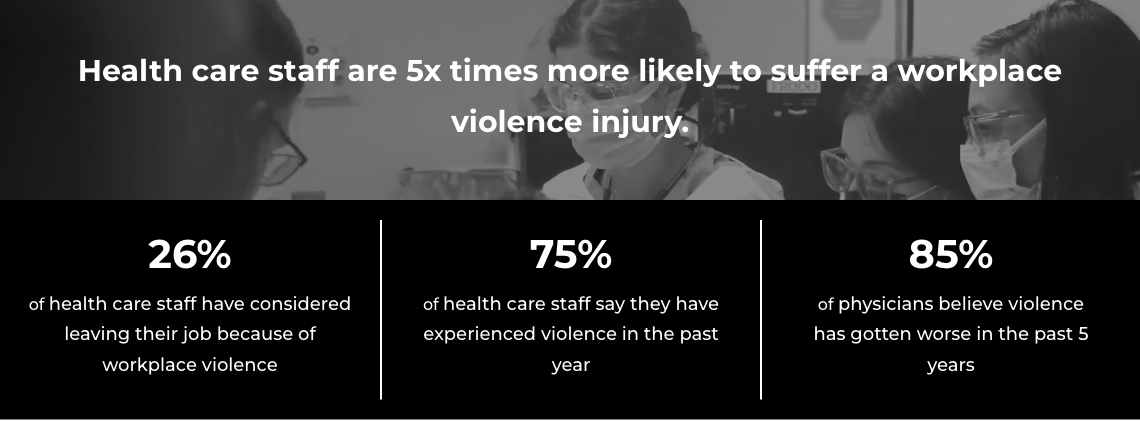 Health care staff are 5x times more likely to suffer a workplace
violence injury.
FRODO
26%
of health care staff have considered
leaving their job because of
workplace violence
75%
of health care staff say they have
experienced violence in the past
year
85%
of physicians believe violence
has gotten worse in the past 5
years